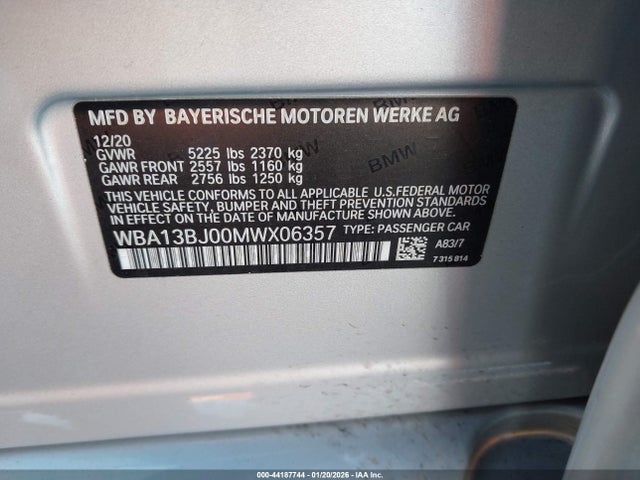 MFD BY BAYERISCHE MOTOREN WERKE AG
12/20
GVWR 5225 lbs 2370 kg
GAWR FRONT 2557 lbs 1160 kg
GAWR REAR 2756 lbs 1250 kg
THIS VEHICLE CONFORMS TO ALL APPLICABLE U.S.FEDERAL MOTOR
VEHICLE SAFETY, BUMPER AND THEFT PREVENTION STANDARDS
IN EFFECT ON THE DATE OF MANUFACTURE SHOWN ABOVE.
WBA13BJ00MWX06357 TYPE: PASSENGER CAR
A83/7
7 315 814
BMW
000-44187744 - 01/20/2026 - IAA Inc.